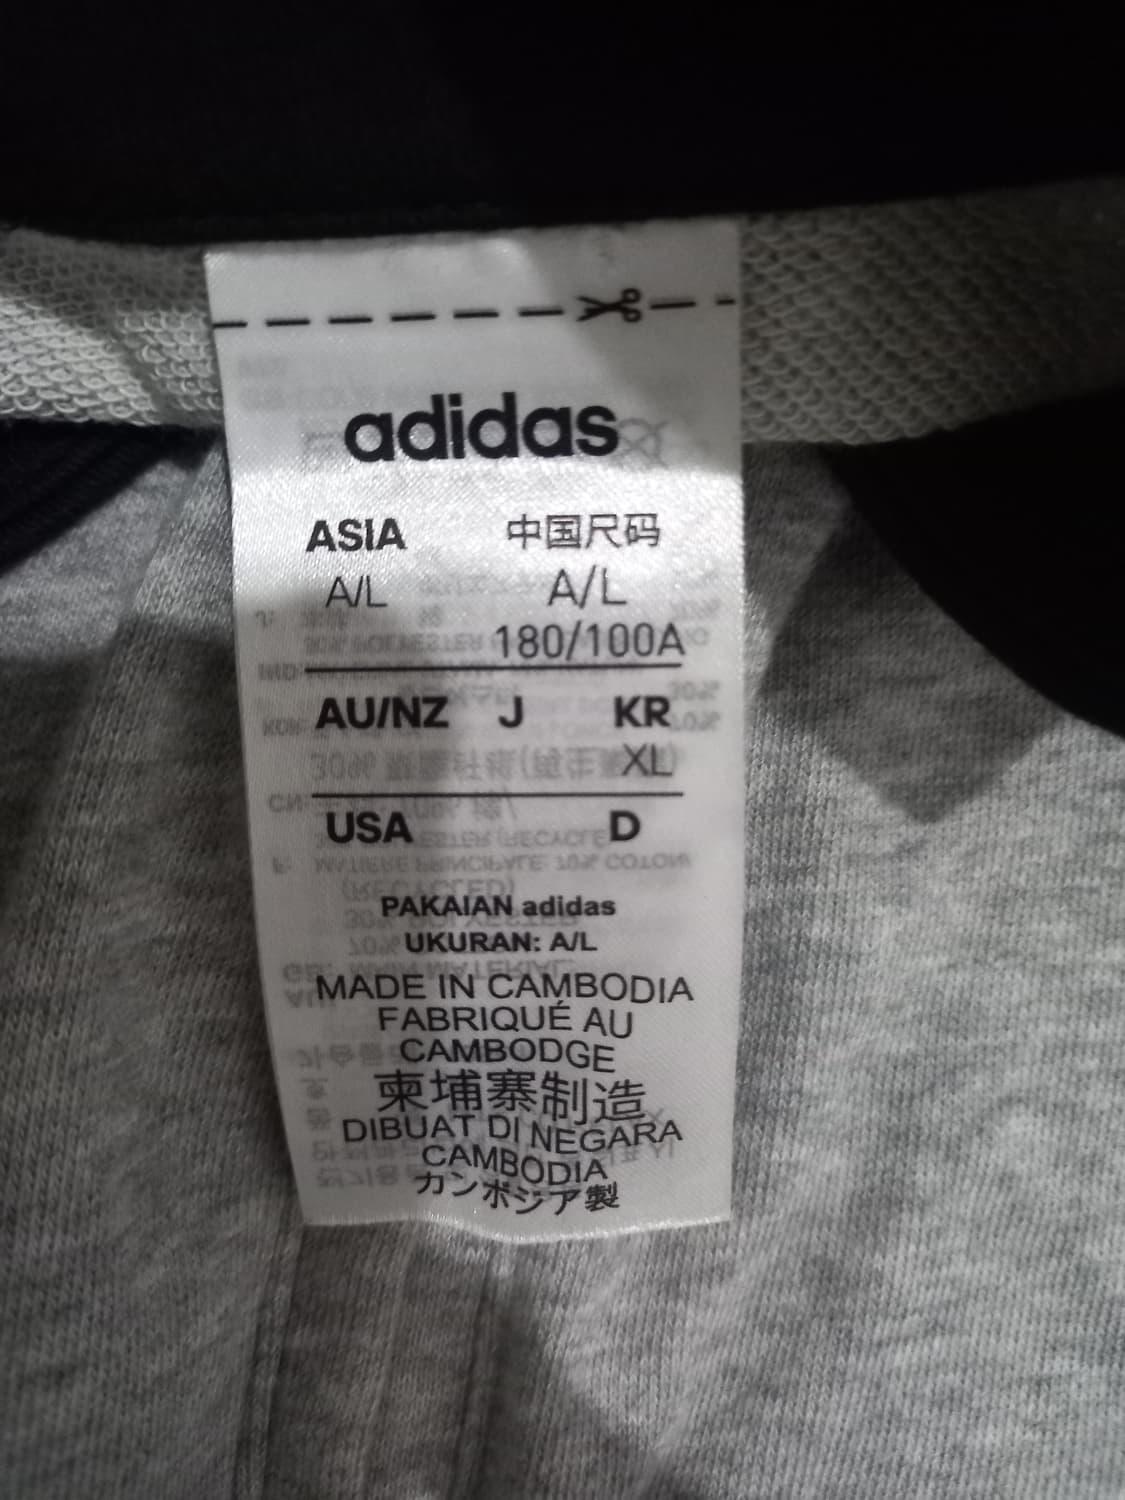 adidas
ASIA 中国尺码
A/L A/L
180/100A
AU/NZ J KR
XL
USA D
PAKAIAN adidas
UKURAN: A/L
MADE IN CAMBODIA
FABRIQUÉ AU
CAMBODGE
柬埔寨制造
DIBUAT DI NEGARA
CAMBODIA
カンボジア製